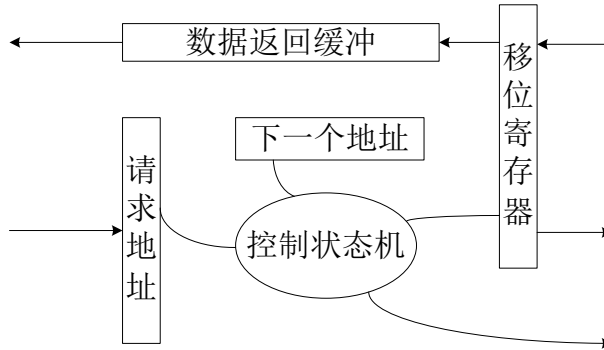 数据返回缓冲
移位寄存器
下一个地址
请求地址
控制状态机